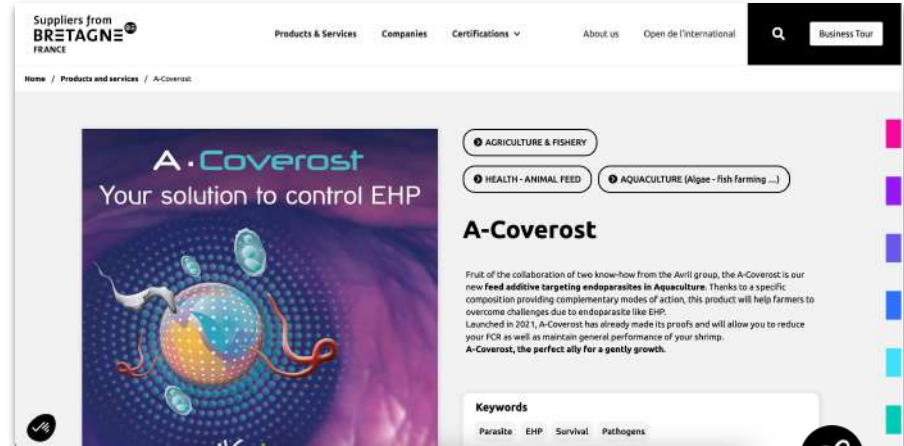 Suppliers from
BRETAGNE BZH
FRANCE
Products & Services
Companies
Certifications
About us
Open de l'international
Business Tour
Home / Products and services / A-Coverost
A.Coverost
Your solution to control EHP
AGRICULTURE & FISHERY
HEALTH - ANIMAL FEED
AQUACULTURE (Algae - fish farming ...)
A-Coverost
Fruit of the collaboration of two know-how from the Avril group, the A-Coverost is our
new feed additive targeting endoparasites in Aquaculture. Thanks to a specific
composition providing complementary modes of action, this product will help farmers to
overcome challenges due to endoparasite like EHP.
Launched in 2021, A-Coverost has already made its proofs and will allow you to reduce
your FCR as well as maintain general performance of your shrimp.
A-Coverost, the perfect ally for a gently growth.
Keywords
Parasite EHP Survival Pathogens